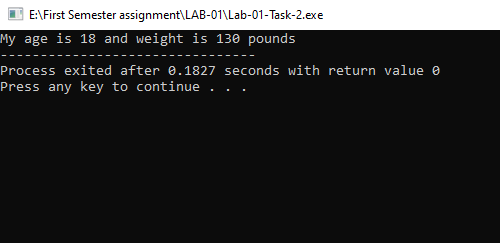 E:\First Semester assignment\LAB-01\Lab-01-Task-2.exe
My age is 18 and weight is 130 pounds
--------------------------------
Process exited after 0.1827 seconds with return value 0
Press any key to continue . . .